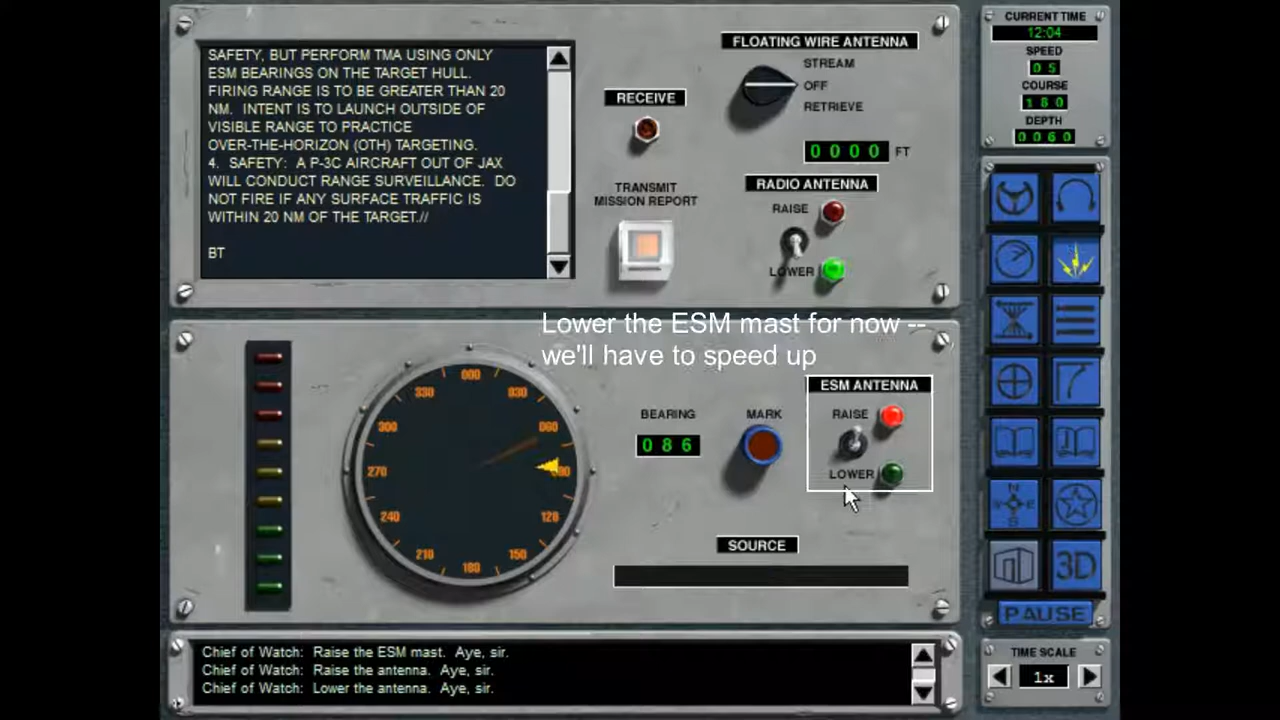 SAFETY, BUT PERFORM TMA USING ONLY
ESM BEARINGS ON THE TARGET HULL.
FIRING RANGE IS TO BE GREATER THAN 20
NM. INTENT IS TO LAUNCH OUTSIDE OF
VISIBLE RANGE TO PRACTICE
OVER-THE-HORIZON (OTH) TARGETING.
4. SAFETY: A P-3C AIRCRAFT OUT OF JAX
WILL CONDUCT RANGE SURVEILLANCE. DO
NOT FIRE IF ANY SURFACE TRAFFIC IS
WITHIN 20 NM OF THE TARGET.//
BT
RECEIVE
TRANSMIT
MISSION REPORT
FLOATING WIRE ANTENNA
STREAM
OFF
RETRIEVE
0000 FT
RADIO ANTENNA
RAISE
LOWER
CURRENT TIME
12:04
SPEED
05
COURSE
180
DEPTH
0060
Lower the ESM mast for now --
we'll have to speed up
000
030
060
120
150
180
210
240
270
300
330
BEARING
086
MARK
ESM ANTENNA
RAISE
LOWER
SOURCE
N
W E
S
3D
PAUSE
TIME SCALE
1x
Chief of Watch: Raise the ESM mast. Aye, sir.
Chief of Watch: Raise the antenna. Aye, sir.
Chief of Watch: Lower the antenna. Aye, sir.